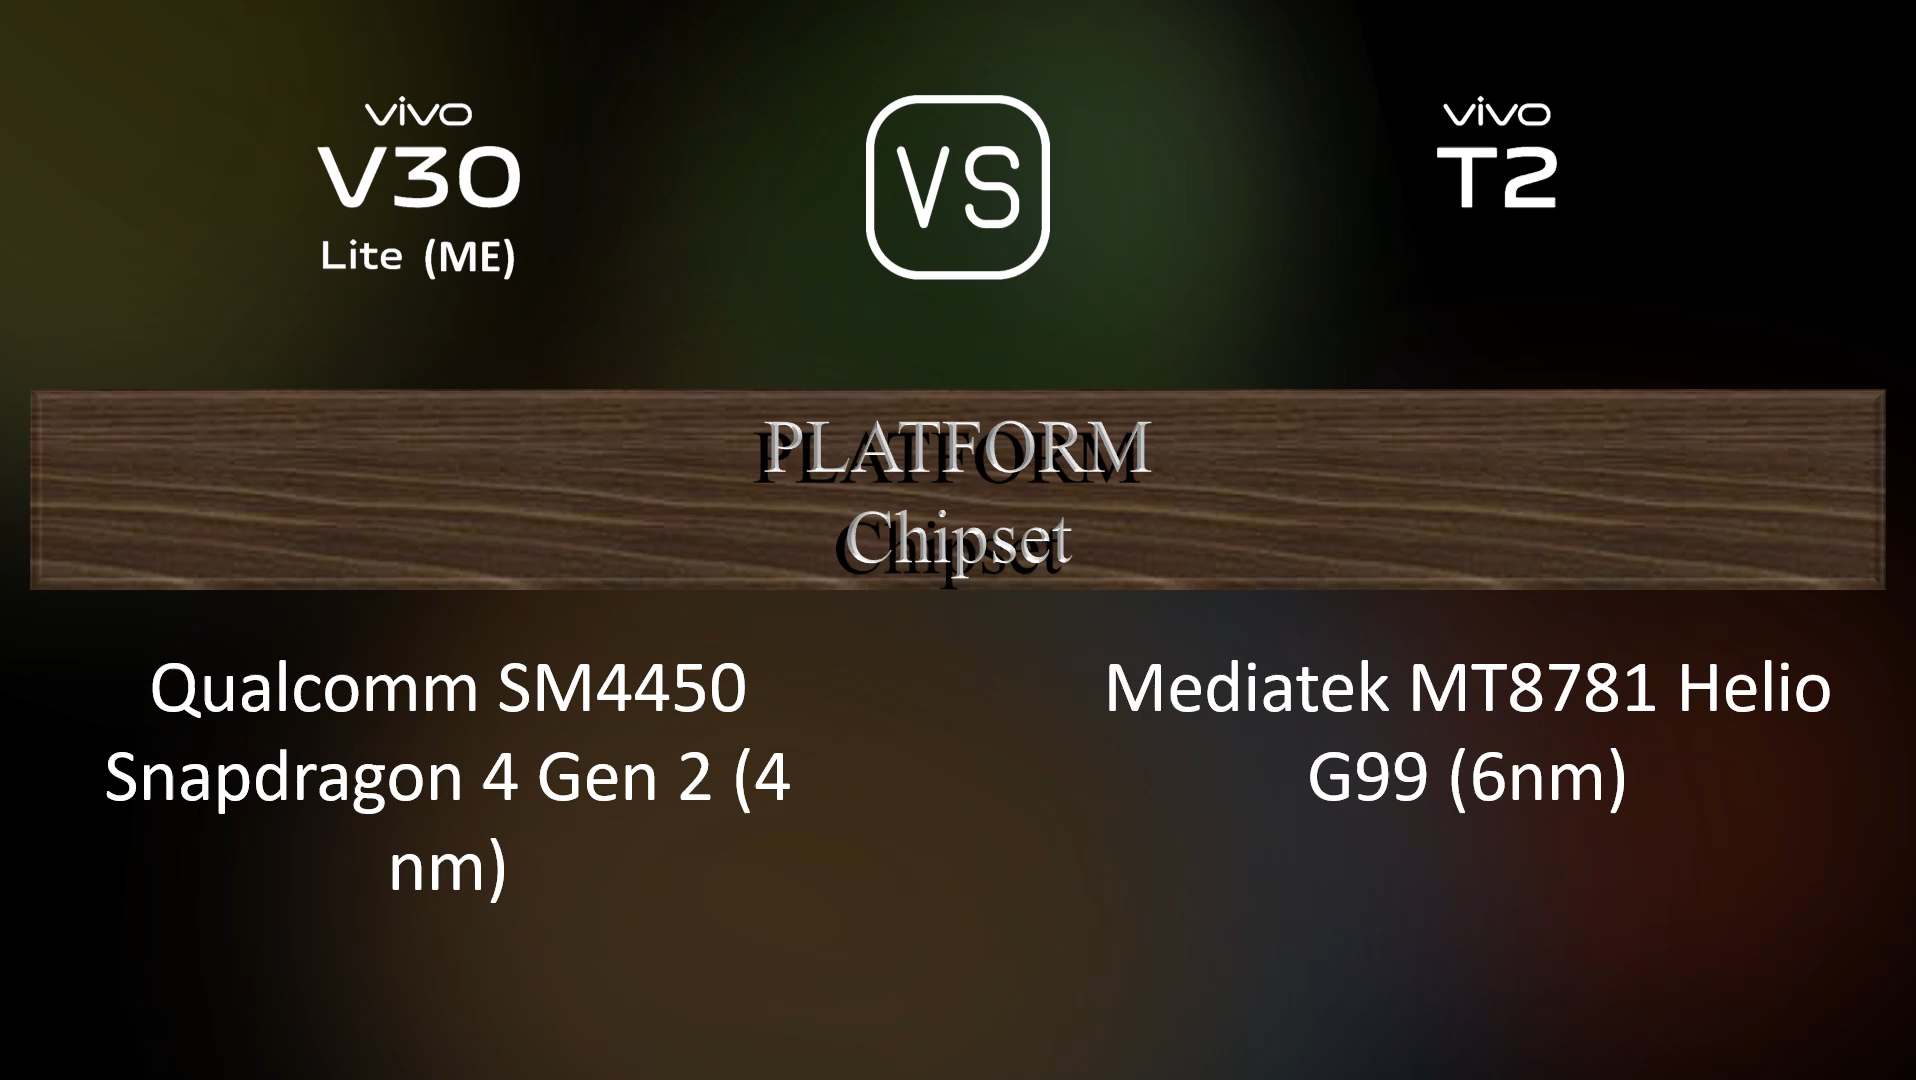 vivo
V30
Lite (ME)
VS
vivo
T2
PLATFORM
Chipset
Qualcomm SM4450
Snapdragon 4 Gen 2 (4
nm)
Mediatek MT8781 Helio
G99 (6nm)